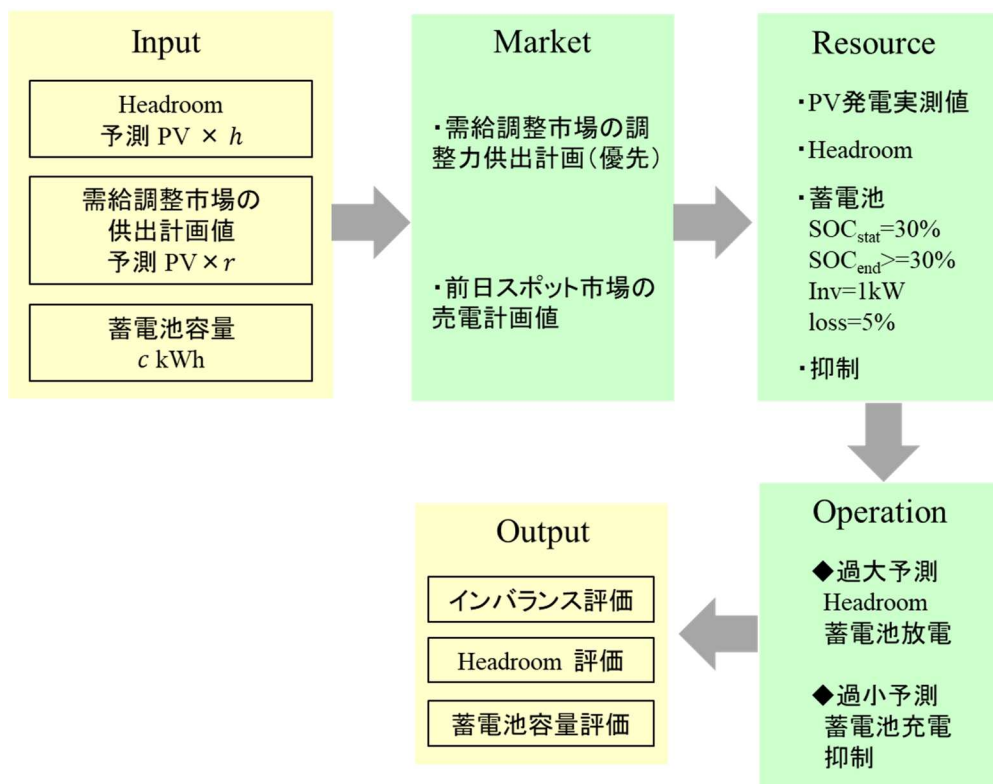 Input
Headroom
予測 PV × h
需給調整市場の
供出計画値
予測 PV×r
蓄電池容量
c kWh
Market
・需給調整市場の調
整力供出計画(優先)
・前日スポット市場の
売電計画値
Resource
・PV発電実測値
・Headroom
・蓄電池
SOCstat=30%
SOCend>=30%
Inv=1kW
loss=5%
・抑制
Operation
◆過大予測
Headroom
蓄電池放電
◆過小予測
蓄電池充電
抑制
Output
インバランス評価
Headroom 評価
蓄電池容量評価